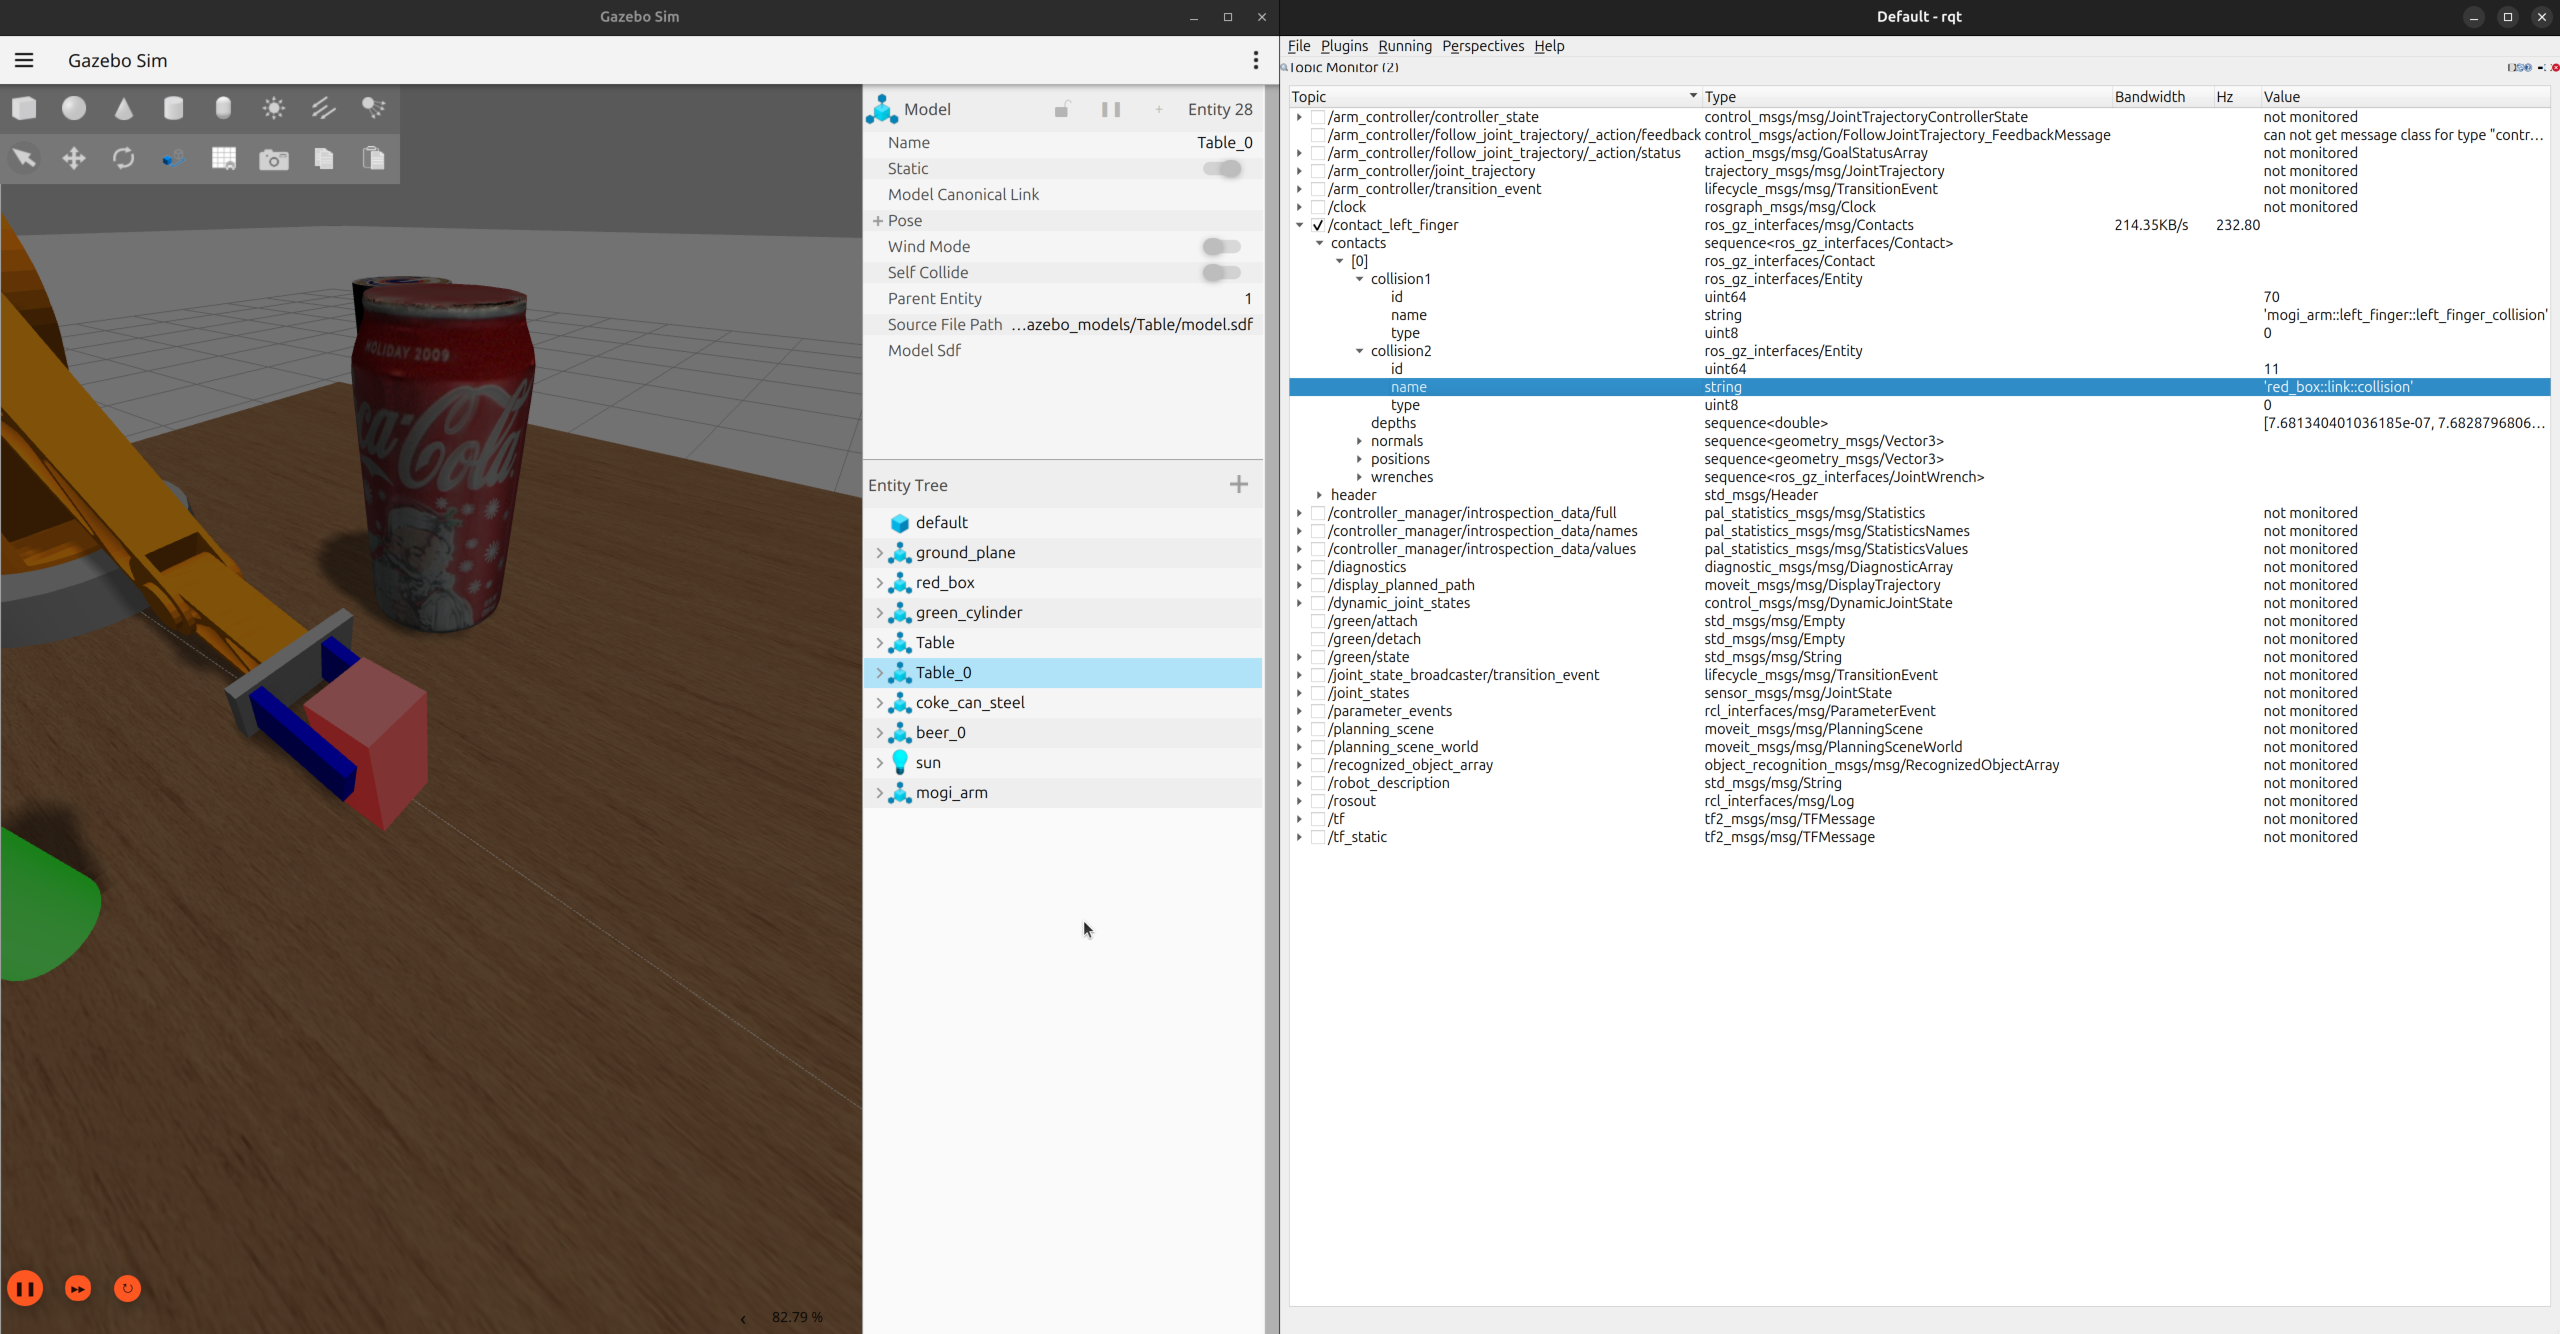 Gazebo Sim
Gazebo Sim
HOLIDAY 2009
ca-Cola
82.79 %
Model
Entity 28
Name Table_0
Static
Model Canonical Link
Pose
Wind Mode
Self Collide
Parent Entity 1
Source File Path ...azebo_models/Table/model.sdf
Model Sdf
Entity Tree
default
ground_plane
red_box
green_cylinder
Table
Table_0
coke_can_steel
beer_0
sun
mogi_arm
Default - rqt
File Plugins Running Perspectives Help
Topic Monitor (2)
Topic Type Bandwidth Hz Value
/arm_controller/controller_state control_msgs/msg/JointTrajectoryControllerState not monitored
/arm_controller/follow_joint_trajectory/_action/feedback control_msgs/action/FollowJointTrajectory_FeedbackMessage can not get message class for type "contr...
/arm_controller/follow_joint_trajectory/_action/status action_msgs/msg/GoalStatusArray not monitored
/arm_controller/joint_trajectory trajectory_msgs/msg/JointTrajectory not monitored
/arm_controller/transition_event lifecycle_msgs/msg/TransitionEvent not monitored
/clock rosgraph_msgs/msg/Clock not monitored
/contact_left_finger ros_gz_interfaces/msg/Contacts 214.35KB/s 232.80
contacts sequence<ros_gz_interfaces/Contact>
[0] ros_gz_interfaces/Contact
collision1 ros_gz_interfaces/Entity
id uint64 70
name string 'mogi_arm::left_finger::left_finger_collision'
type uint8 0
collision2 ros_gz_interfaces/Entity
id uint64 11
name string 'red_box::link::collision'
type uint8 0
depths sequence<double> [7.681340401036185e-07, 7.6828796806...
normals sequence<geometry_msgs/Vector3>
positions sequence<geometry_msgs/Vector3>
wrenches sequence<ros_gz_interfaces/JointWrench>
header std_msgs/Header
/controller_manager/introspection_data/full pal_statistics_msgs/msg/Statistics not monitored
/controller_manager/introspection_data/names pal_statistics_msgs/msg/StatisticsNames not monitored
/controller_manager/introspection_data/values pal_statistics_msgs/msg/StatisticsValues not monitored
/diagnostics diagnostic_msgs/msg/DiagnosticArray not monitored
/display_planned_path moveit_msgs/msg/DisplayTrajectory not monitored
/dynamic_joint_states control_msgs/msg/DynamicJointState not monitored
/green/attach std_msgs/msg/Empty not monitored
/green/detach std_msgs/msg/Empty not monitored
/green/state std_msgs/msg/String not monitored
/joint_state_broadcaster/transition_event lifecycle_msgs/msg/TransitionEvent not monitored
/joint_states sensor_msgs/msg/JointState not monitored
/parameter_events rcl_interfaces/msg/ParameterEvent not monitored
/planning_scene moveit_msgs/msg/PlanningScene not monitored
/planning_scene_world moveit_msgs/msg/PlanningSceneWorld not monitored
/recognized_object_array object_recognition_msgs/msg/RecognizedObjectArray not monitored
/robot_description std_msgs/msg/String not monitored
/rosout rcl_interfaces/msg/Log not monitored
/tf tf2_msgs/msg/TFMessage not monitored
/tf_static tf2_msgs/msg/TFMessage not monitored